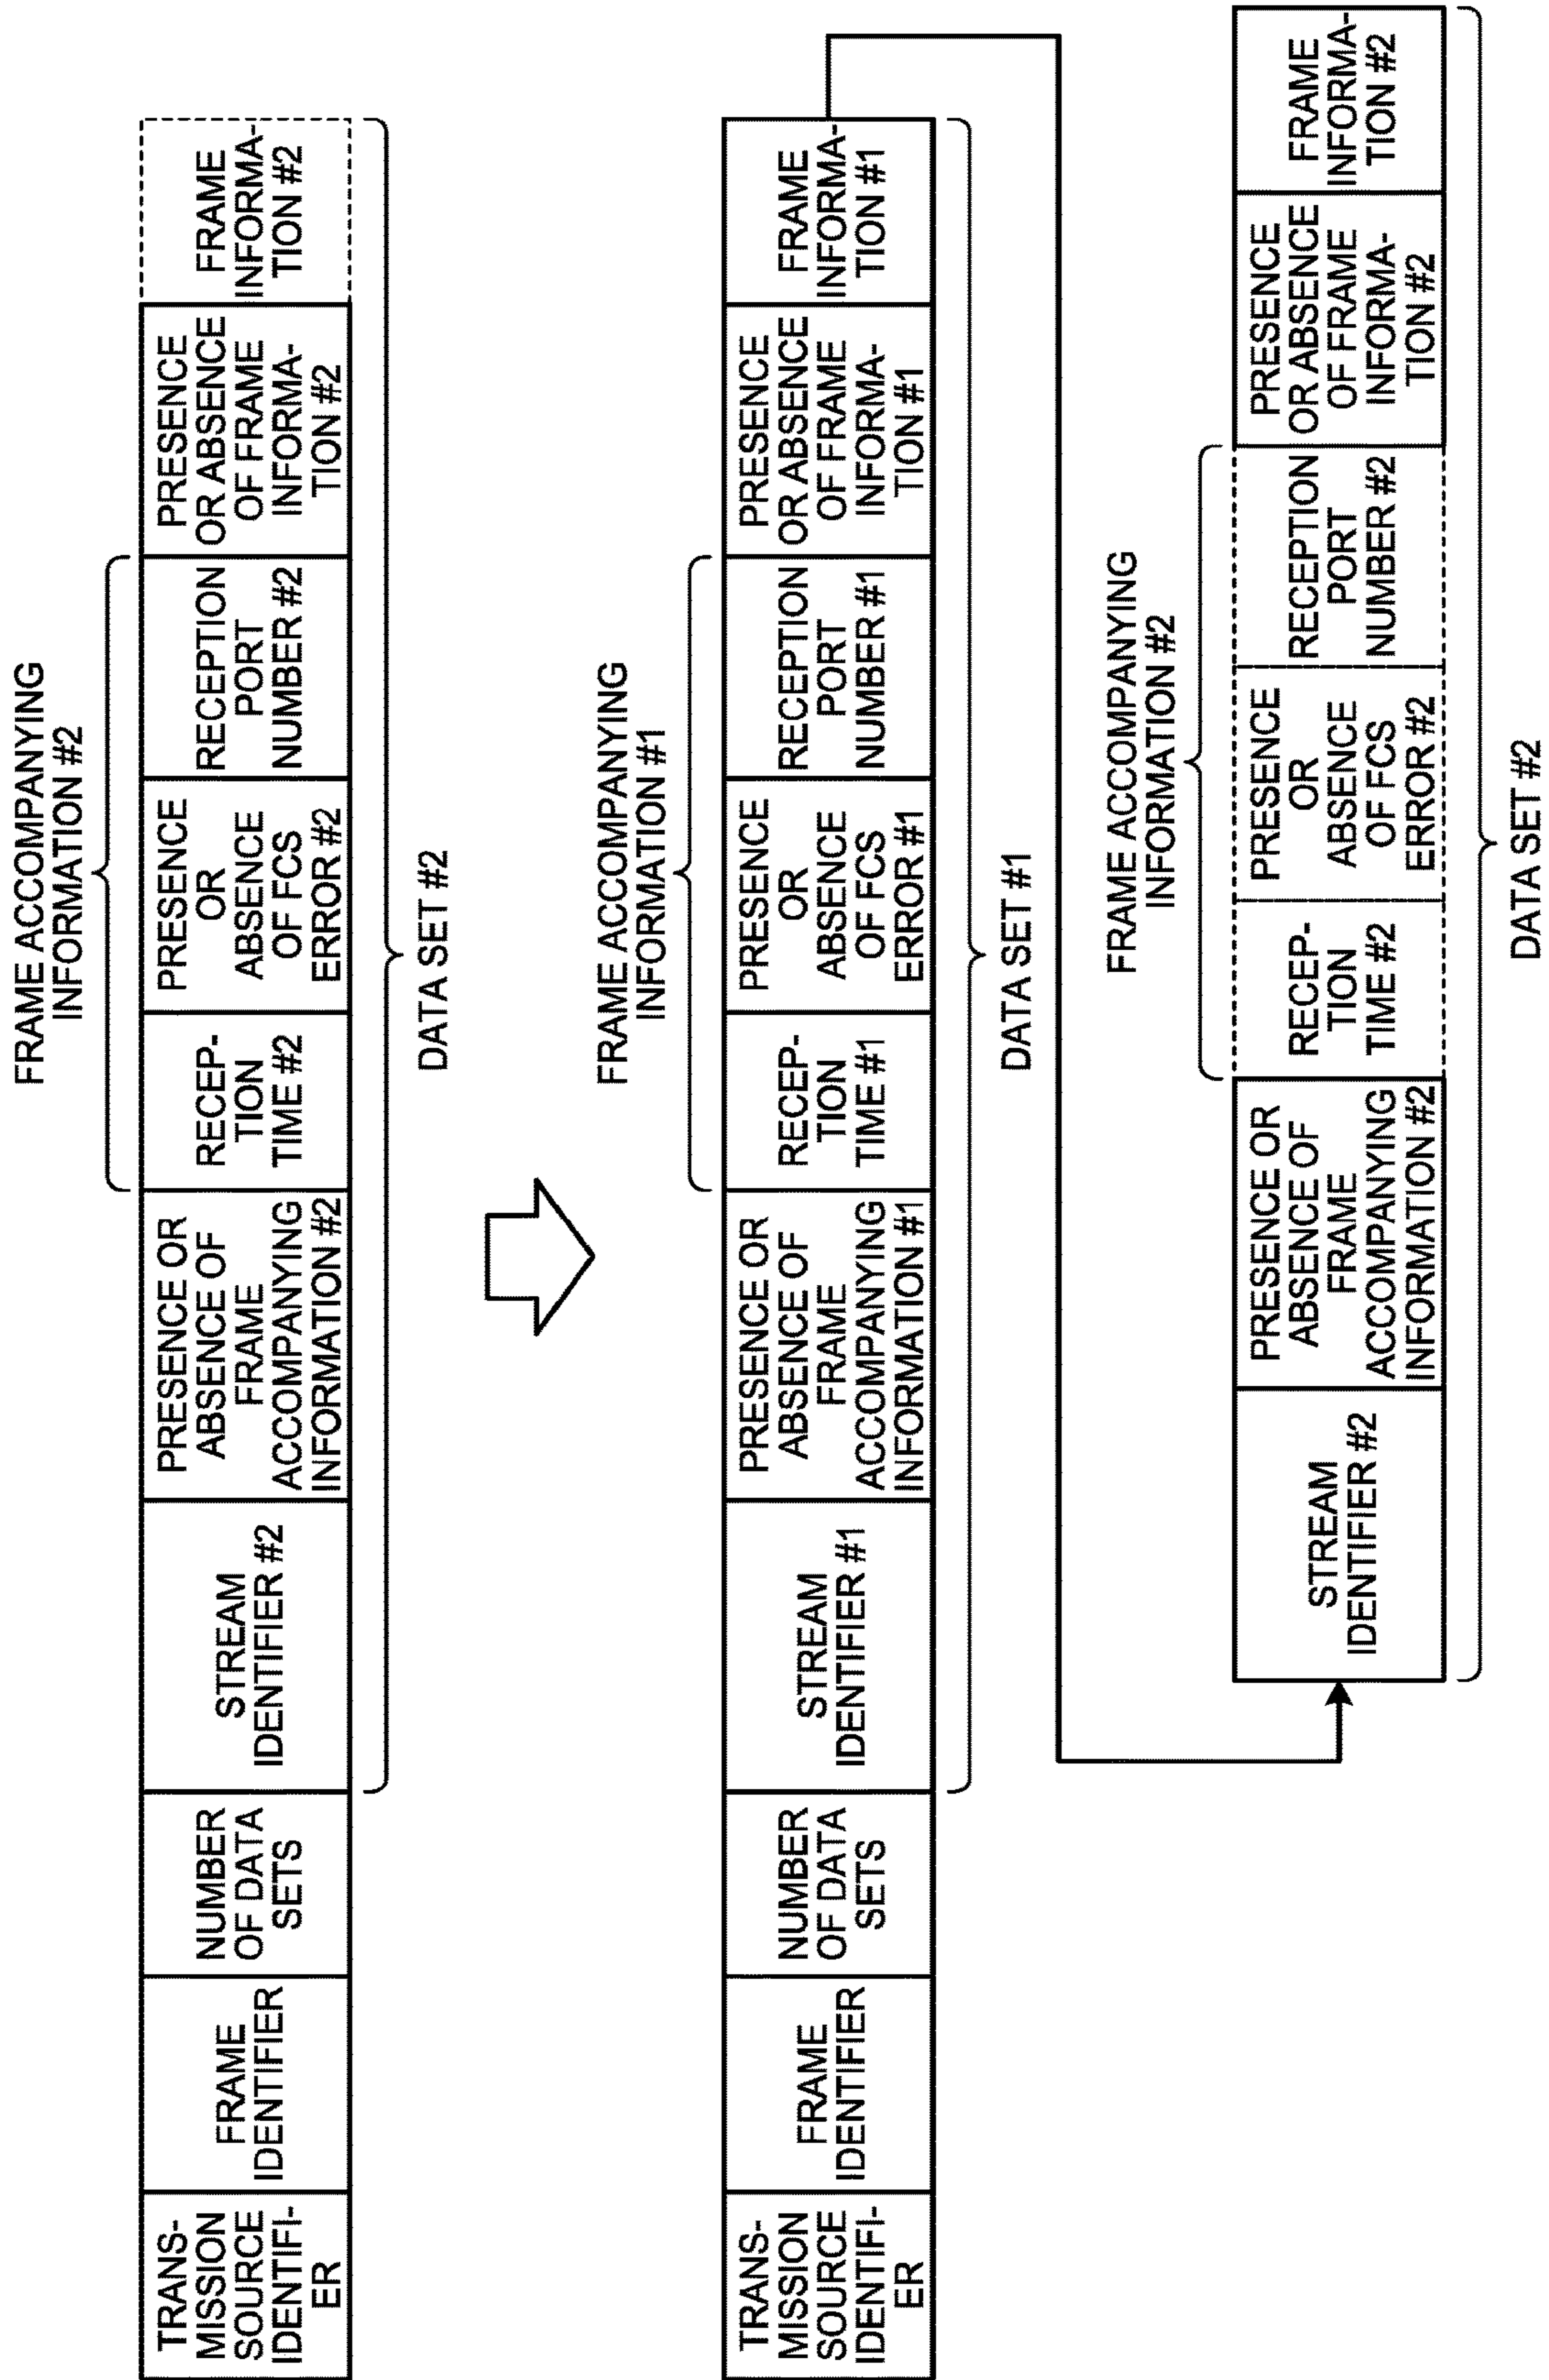 FRAME ACCOMPANYING
INFORMATION #2
TRANS-
MISSION
SOURCE
IDENTIFI-
ER
FRAME
IDENTIFIER
NUMBER
OF DATA
SETS
STREAM
IDENTIFIER #2
PRESENCE OR
ABSENCE OF
FRAME
ACCOMPANYING
INFORMATION #2
RECEP-
TION
TIME #2
PRESENCE
OR
ABSENCE
OF FCS
ERROR #2
RECEPTION
PORT
NUMBER #2
PRESENCE
OR ABSENCE
OF FRAME
INFORMA-
TION #2
FRAME
INFORMA-
TION #2
DATA SET #2
FRAME ACCOMPANYING
INFORMATION #1
TRANS-
MISSION
SOURCE
IDENTIFI-
ER
FRAME
IDENTIFIER
NUMBER
OF DATA
SETS
STREAM
IDENTIFIER #1
PRESENCE OR
ABSENCE OF
FRAME
ACCOMPANYING
INFORMATION #1
RECEP-
TION
TIME #1
PRESENCE
OR
ABSENCE
OF FCS
ERROR #1
RECEPTION
PORT
NUMBER #1
PRESENCE
OR ABSENCE
OF FRAME
INFORMA-
TION #1
FRAME
INFORMA-
TION #1
DATA SET #1
FRAME ACCOMPANYING
INFORMATION #2
STREAM
IDENTIFIER #2
PRESENCE OR
ABSENCE OF
FRAME
ACCOMPANYING
INFORMATION #2
RECEP-
TION
TIME #2
PRESENCE
OR
ABSENCE
OF FCS
ERROR #2
RECEPTION
PORT
NUMBER #2
PRESENCE
OR ABSENCE
OF FRAME
INFORMA-
TION #2
FRAME
INFORMA-
TION #2
DATA SET #2